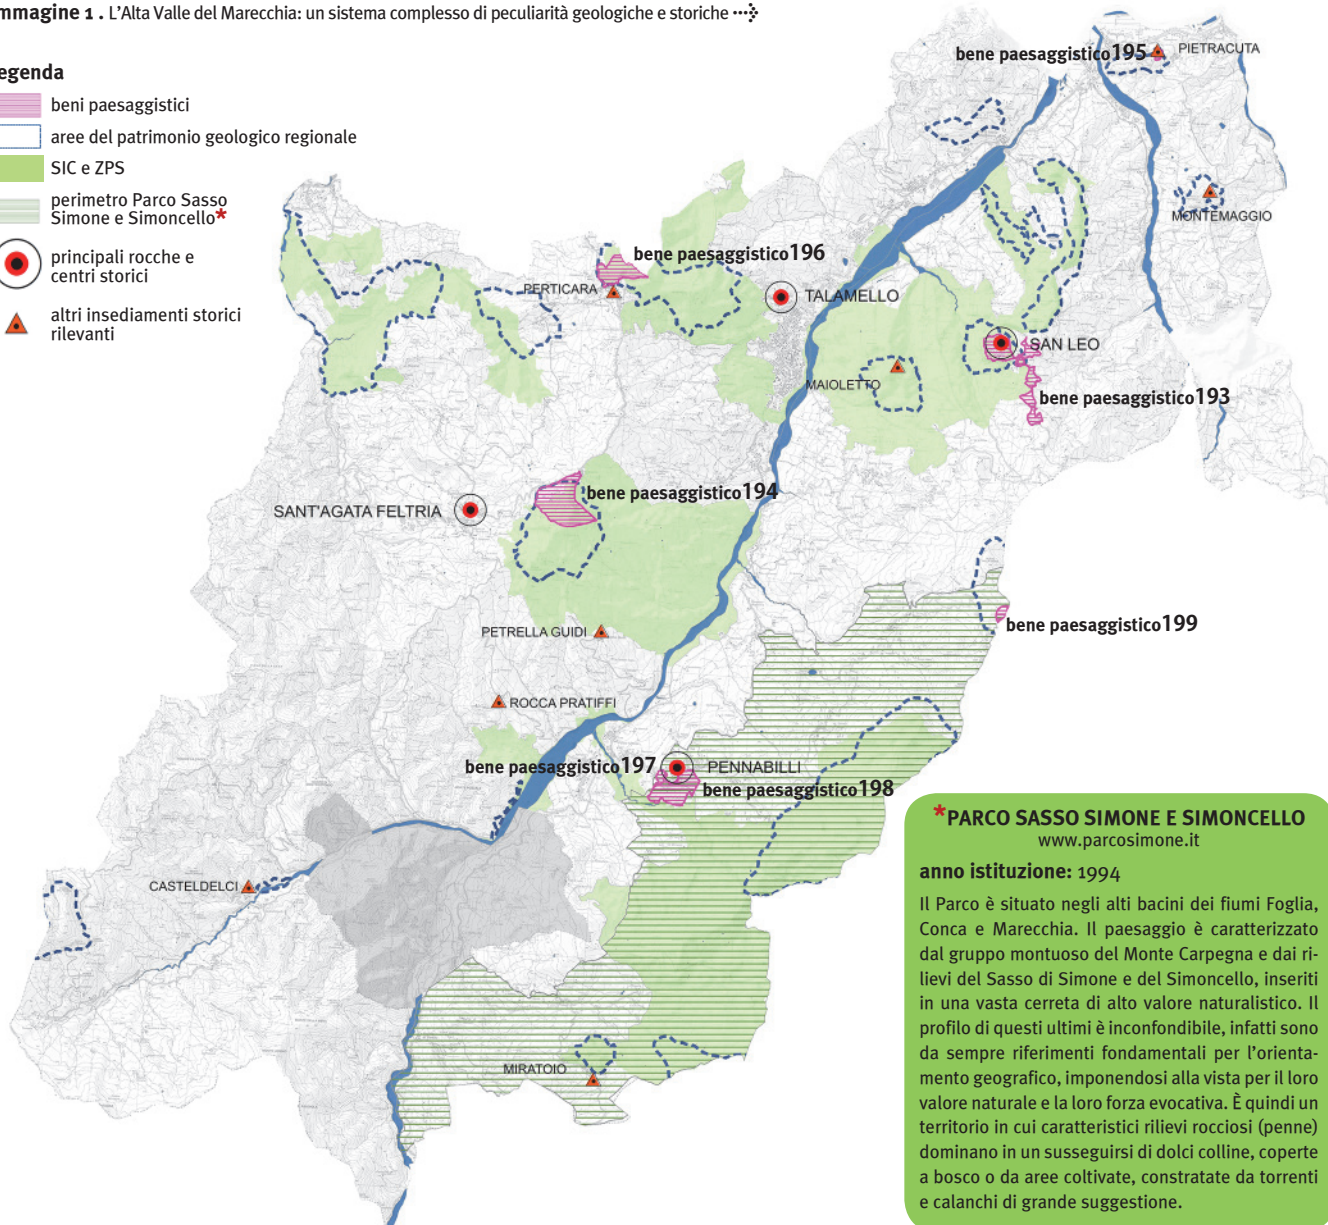 mmagine 1 . L'Alta Valle del Marecchia: un sistema complesso di peculiarità geologiche e storiche
egenda
beni paesaggistici
aree del patrimonio geologico regionale
SIC e ZPS
perimetro Parco Sasso
Simone e Simoncello*
principali rocche e
centri storici
altri insediamenti storici
rilevanti
bene paesaggistico195
PIETRACUTA
MONTEMAGGIO
bene paesaggistico196
PERTICARA
TALAMELLO
SAN LEO
MAIOLETTO
bene paesaggistico193
bene paesaggistico194
SANT'AGATA FELTRIA
bene paesaggistico199
PETRELLA GUIDI
ROCCA PRATIFFI
bene paesaggistico197
PENNABILLI
bene paesaggistico198
CASTELDELCI
MIRATOIO
*PARCO SASSO SIMONE E SIMONCELLO
www.parcosimone.it
anno istituzione: 1994
Il Parco è situato negli alti bacini dei fiumi Foglia,
Conca e Marecchia. Il paesaggio è caratterizzato
dal gruppo montuoso del Monte Carpegna e dai ri-
lievi del Sasso di Simone e del Simoncello, inseriti
in una vasta cerreta di alto valore naturalistico. Il
profilo di questi ultimi è inconfondibile, infatti sono
da sempre riferimenti fondamentali per l'orienta-
mento geografico, imponendosi alla vista per il loro
valore naturale e la loro forza evocativa. È quindi un
territorio in cui caratteristici rilievi rocciosi (penne)
dominano in un susseguirsi di dolci colline, coperte
a bosco o da aree coltivate, constratate da torrenti
e calanchi di grande suggestione.